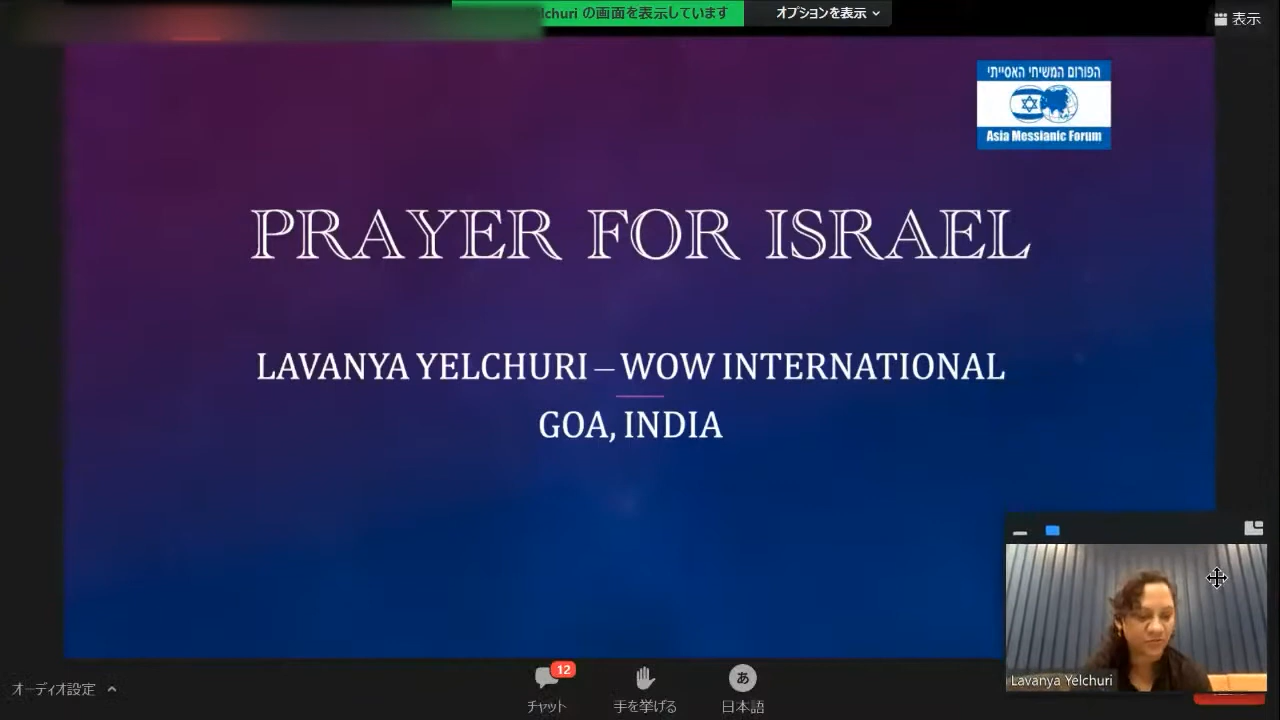 lchuri の画面を表示しています
オプションを表示
表示
הפורום המשיחי האסייתי
Asia Messianic Forum
PRAYER FOR ISRAEL
LAVANYA YELCHURI – WOW INTERNATIONAL
GOA, INDIA
Lavanya Yelchuri
12
オーディオ設定
チャット
手を挙げる
あ
日本語